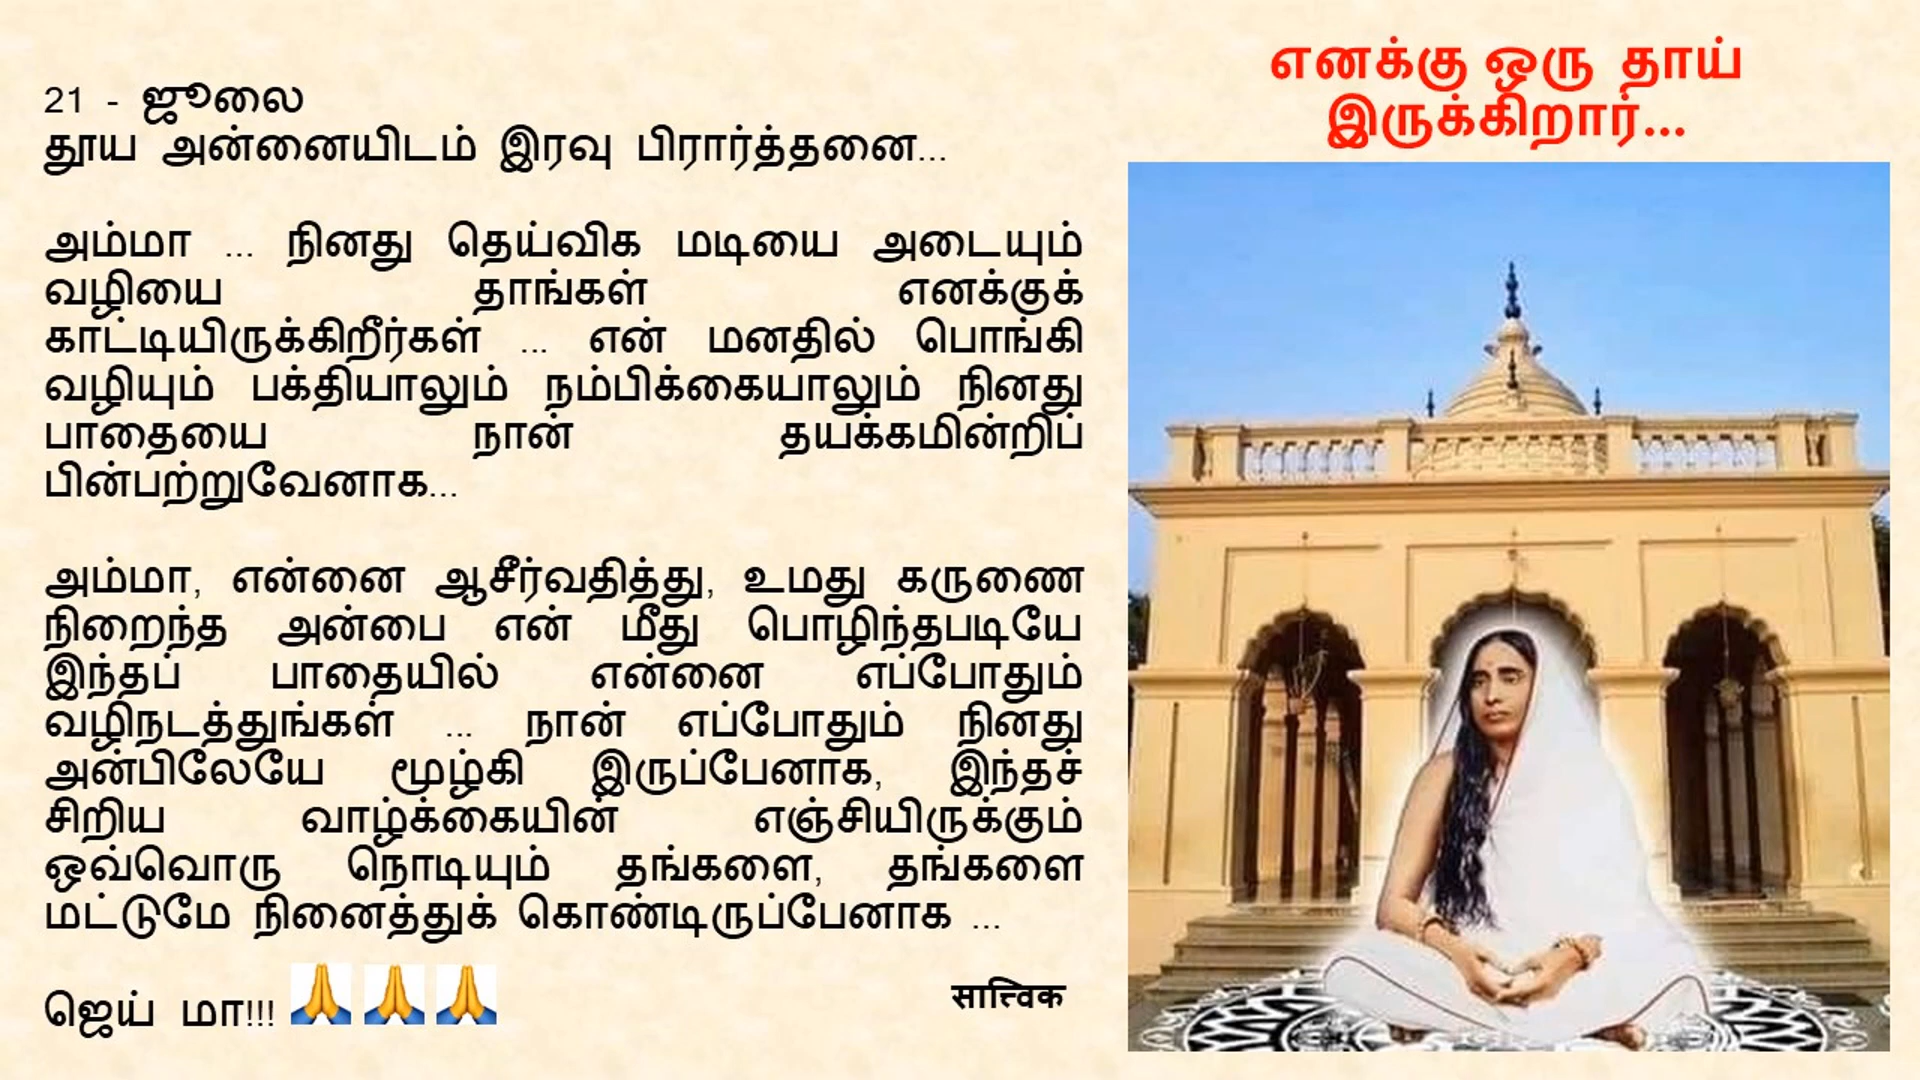 21 - ஜூலை
தூய அன்னையிடம் இரவு பிரார்த்தனை...
அம்மா ... நினது தெய்விக மடியை அடையும்
வழியை தாங்கள் எனக்குக்
காட்டியிருக்கிறீர்கள் ... என் மனதில் பொங்கி
வழியும் பக்தியாலும் நம்பிக்கையாலும் நினது
பாதையை நான் தயக்கமின்றிப்
பின்பற்றுவேனாக...
அம்மா, என்னை ஆசீர்வதித்து, உமது கருணை
நிறைந்த அன்பை என் மீது பொழிந்தபடியே
இந்தப் பாதையில் என்னை எப்போதும்
வழிநடத்துங்கள் ... நான் எப்போதும் நினது
அன்பிலேயே மூழ்கி இருப்பேனாக, இந்தச்
சிறிய வாழ்க்கையின் எஞ்சியிருக்கும்
ஒவ்வொரு நொடியும் தங்களை, தங்களை
மட்டுமே நினைத்துக் கொண்டிருப்பேனாக ...
ஜெய் மா!!! 🙏 🙏 🙏
सात्त्विक
எனக்கு ஒரு தாய்
இருக்கிறார்...